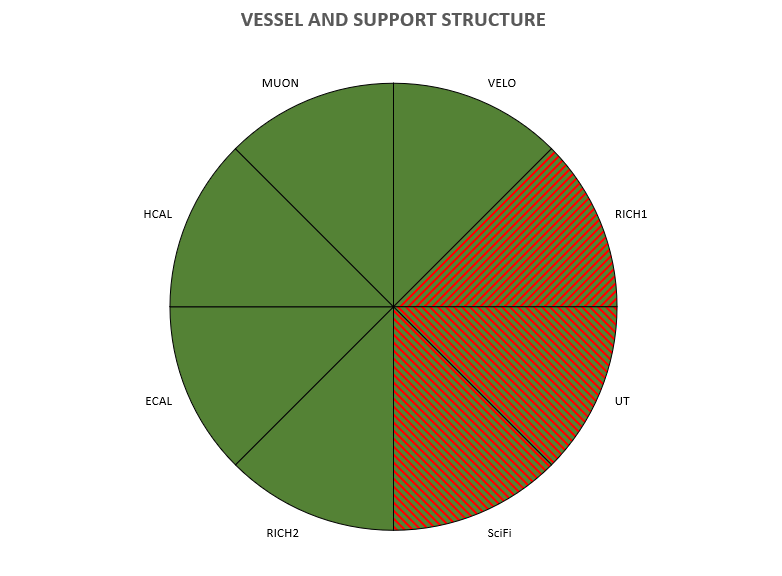 VESSEL AND SUPPORT STRUCTURE
MUON
VELO
HCAL
RICH1
ECAL
UT
RICH2
SciFi